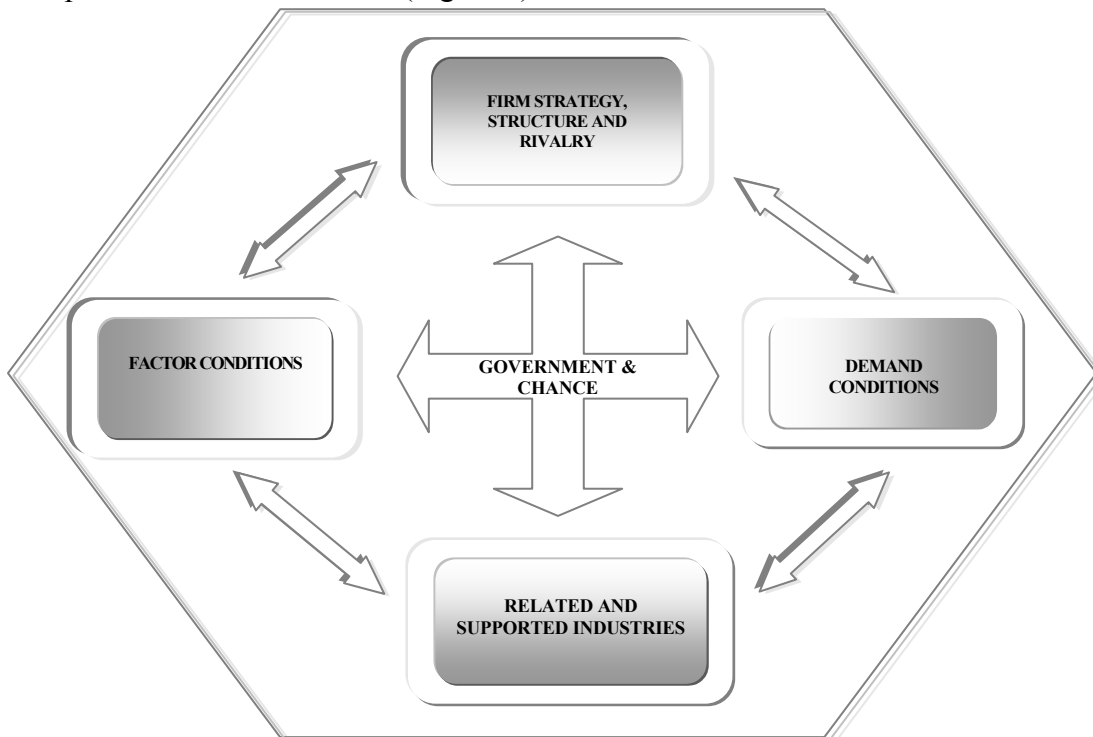 FIRM STRATEGY,
STRUCTURE AND
RIVALRY
FACTOR CONDITIONS
GOVERNMENT &
CHANCE
DEMAND
CONDITIONS
RELATED AND
SUPPORTED INDUSTRIES